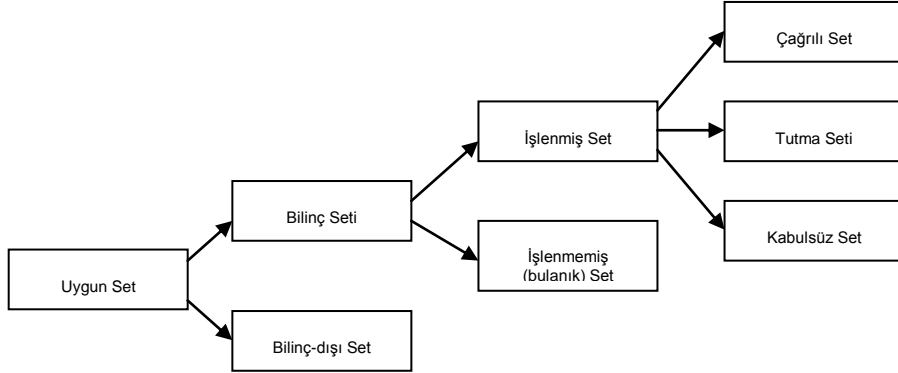 Çağrılı Set
İşlenmiş Set
Tutma Seti
Bilinç Seti
Kabulsüz Set
İşlenmemiş
(bulanık) Set
Uygun Set
Bilinç-dışı Set